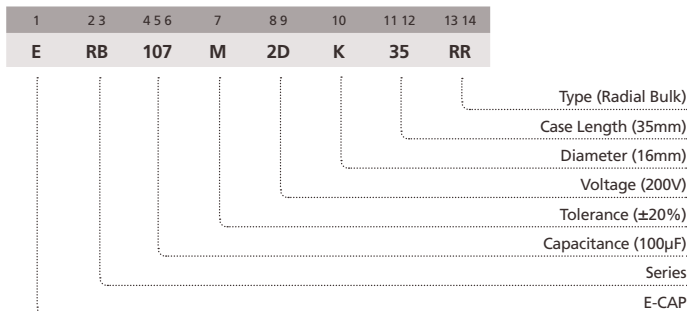 1 2 3 4 5 6 7 8 9 10 11 12 13 14
E RB 107 M 2D K 35 RR
Type (Radial Bulk)
Case Length (35mm)
Diameter (16mm)
Voltage (200V)
Tolerance (±20%)
Capacitance (100µF)
Series
E-CAP